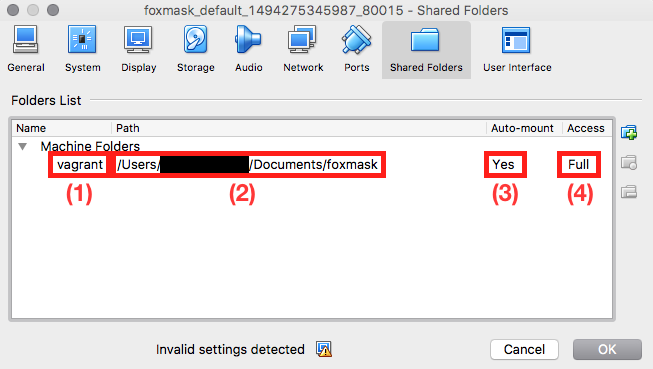 foxmask_default_1494275345987_80015 - Shared Folders
General System Display Storage Audio Network Ports Shared Folders User Interface
Folders List
Name Path Auto-mount Access
Machine Folders
vagrant /Users/ /Documents/foxmask Yes Full
(1) (2) (3) (4)
Invalid settings detected Cancel OK